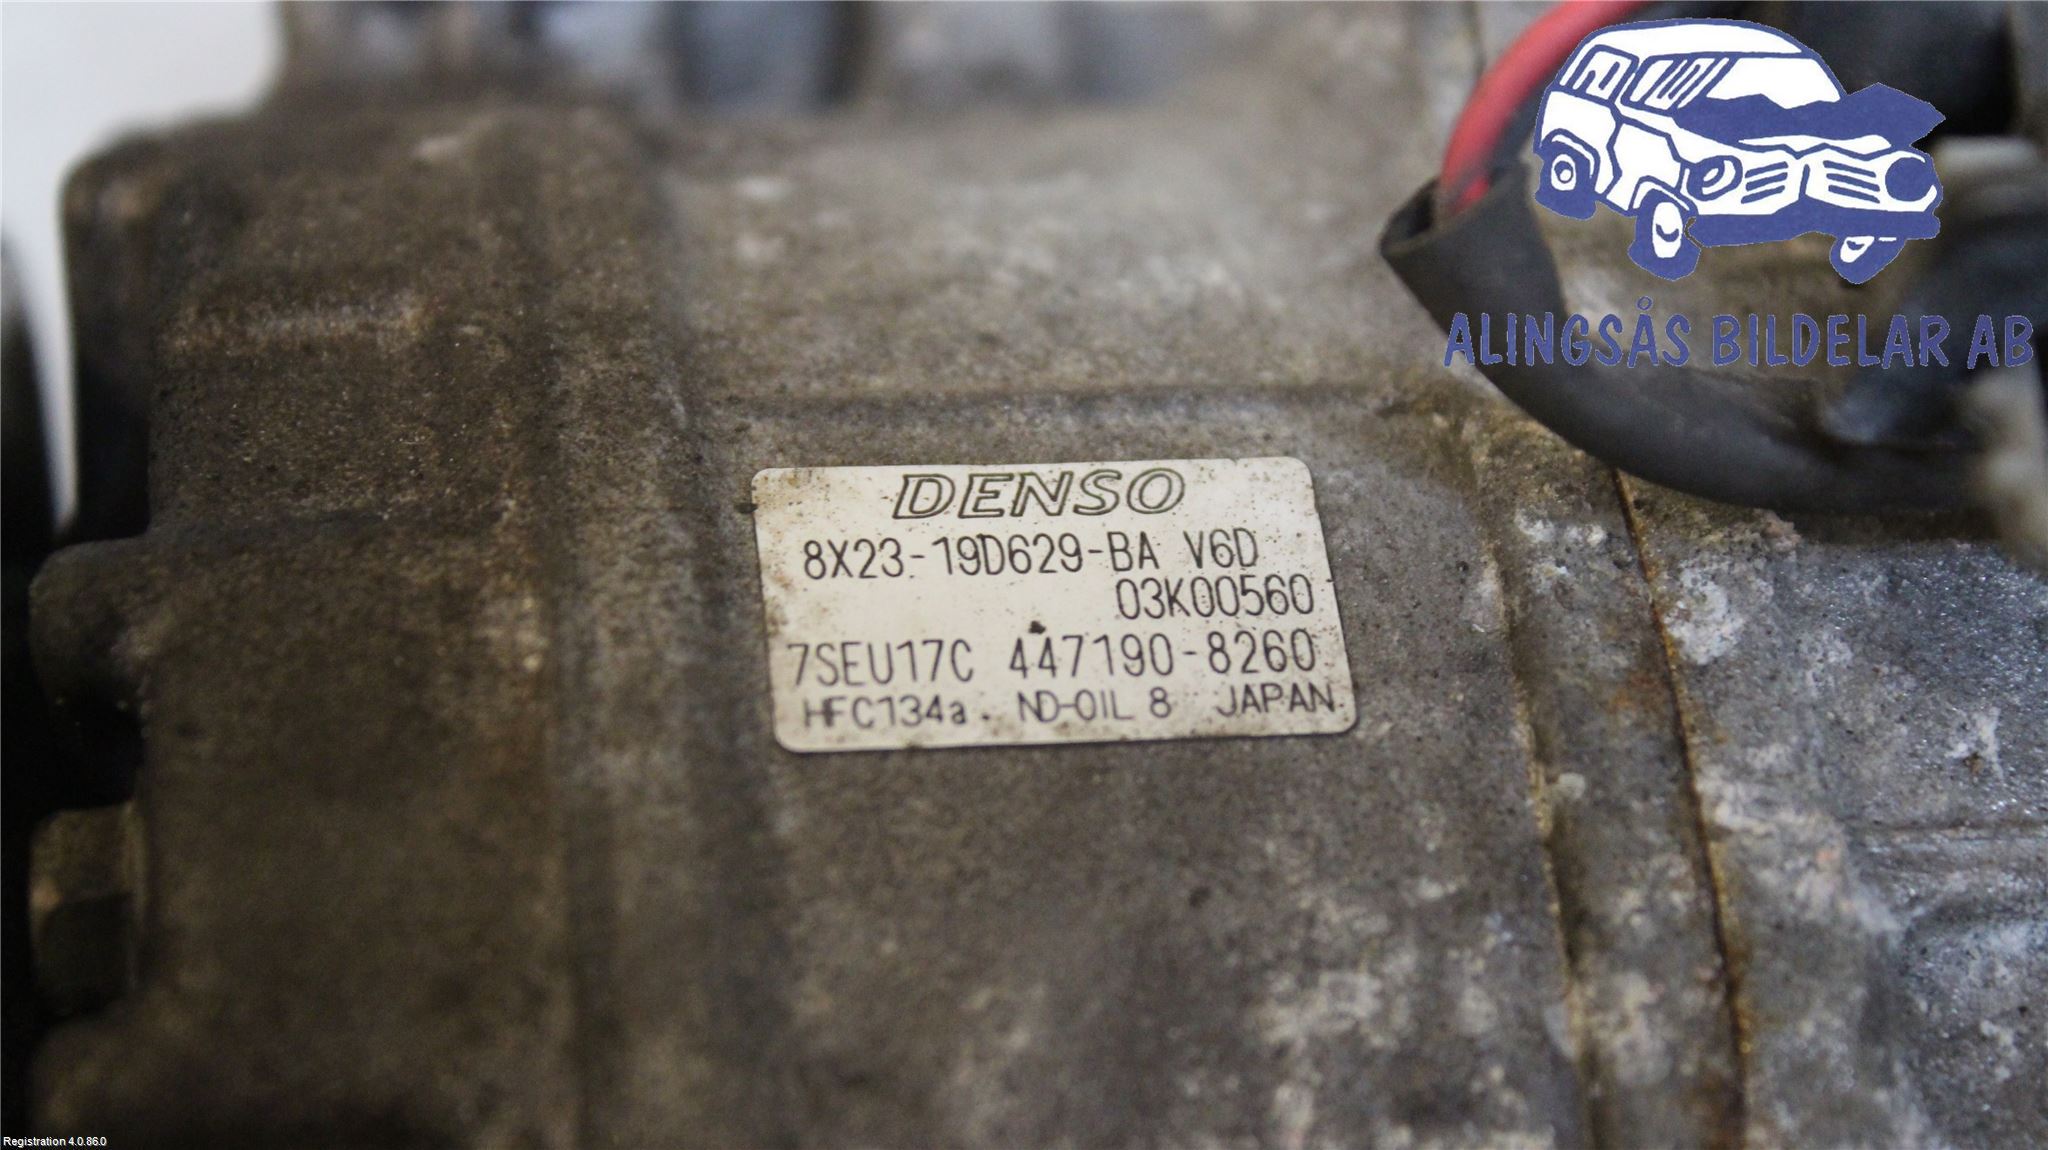 ALINGSÅS BILDELAR AB
DENSO
8X23-19D629-BA V6D
03K00560
7SEU17C 447190-8260
HFC134a. ND-OIL 8 JAPAN
Registration 4.0.86.0